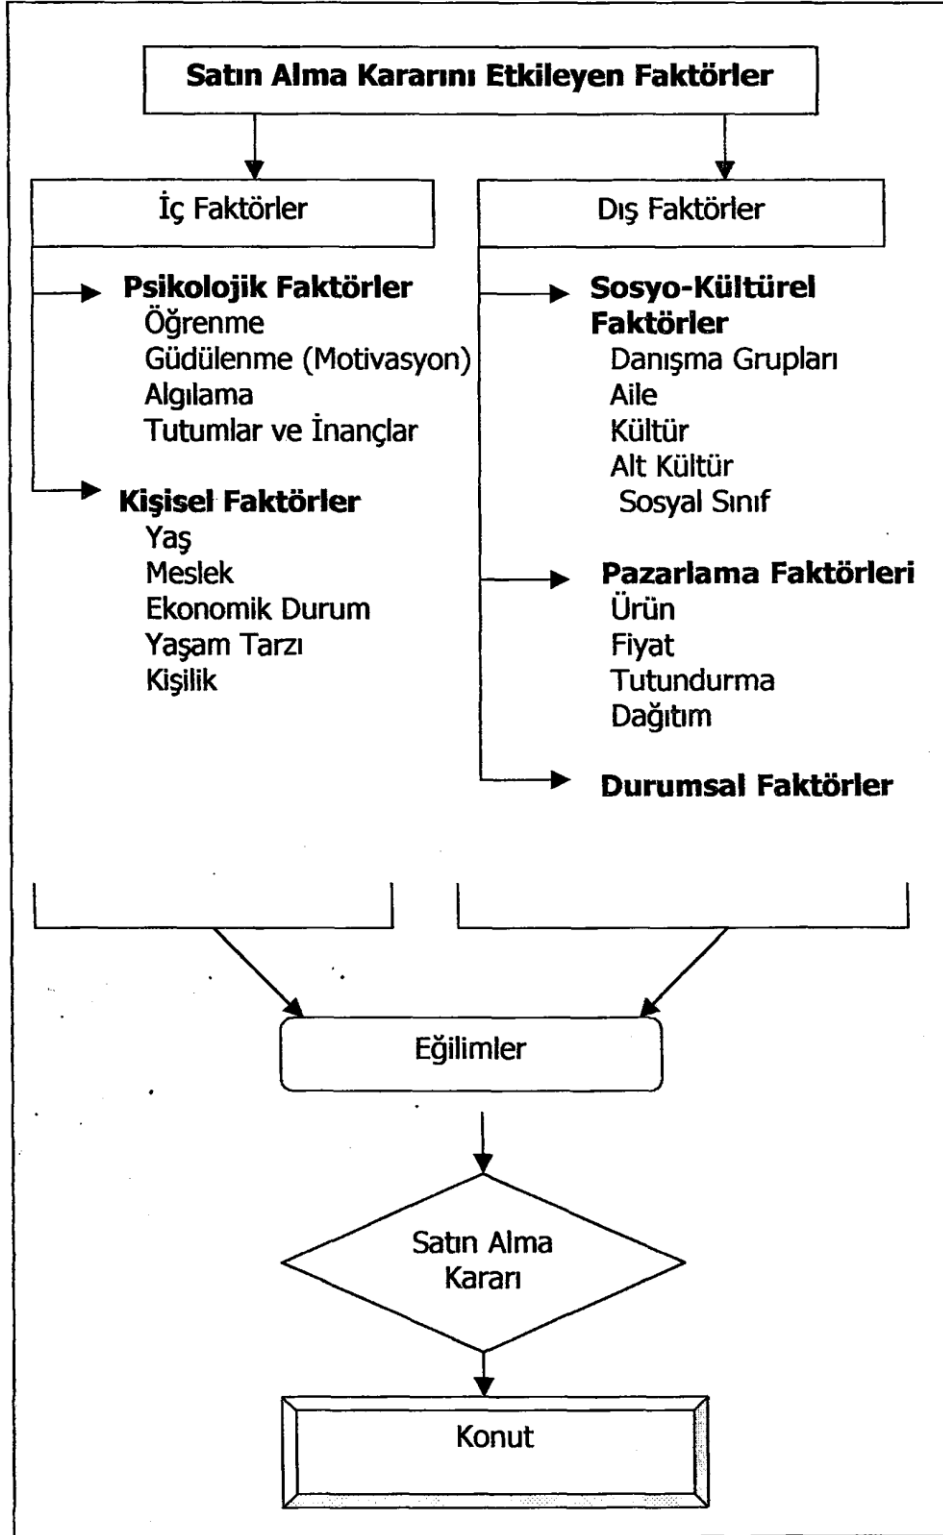 Satın Alma Kararını Etkileyen Faktörler
İç Faktörler
Psikolojik Faktörler
Öğrenme
Güdülenme (Motivasyon)
Algılama
Tutumlar ve İnançlar
Kişisel Faktörler
Yaş
Meslek
Ekonomik Durum
Yaşam Tarzı
Kişilik
Dış Faktörler
Sosyo-Kültürel
Faktörler
Danışma Grupları
Aile
Kültür
Alt Kültür
Sosyal Sınıf
Pazarlama Faktörleri
Ürün
Fiyat
Tutundurma
Dağıtım
Durumsal Faktörler
Eğilimler
Satın Alma
Kararı
Konut